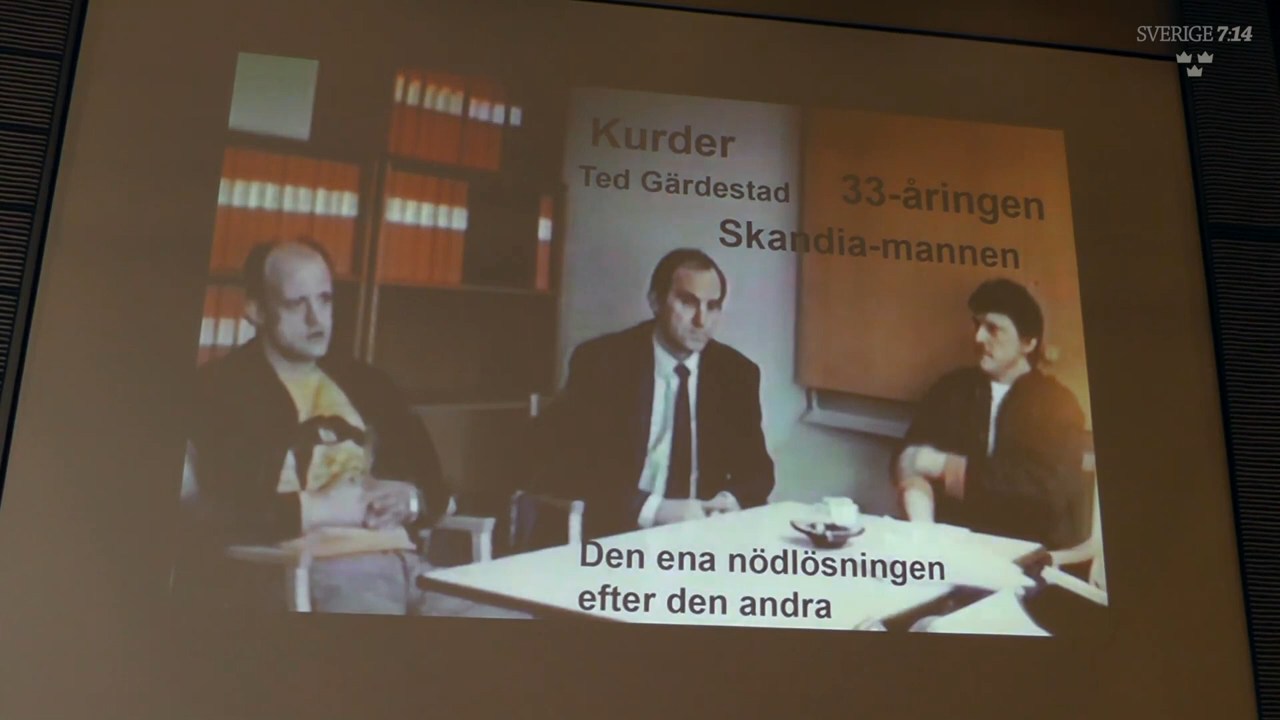 SVERIGE 7:14
Kurder
Ted Gärdestad
33-åringen
Skandia-mannen
Den ena nödlösningen
efter den andra